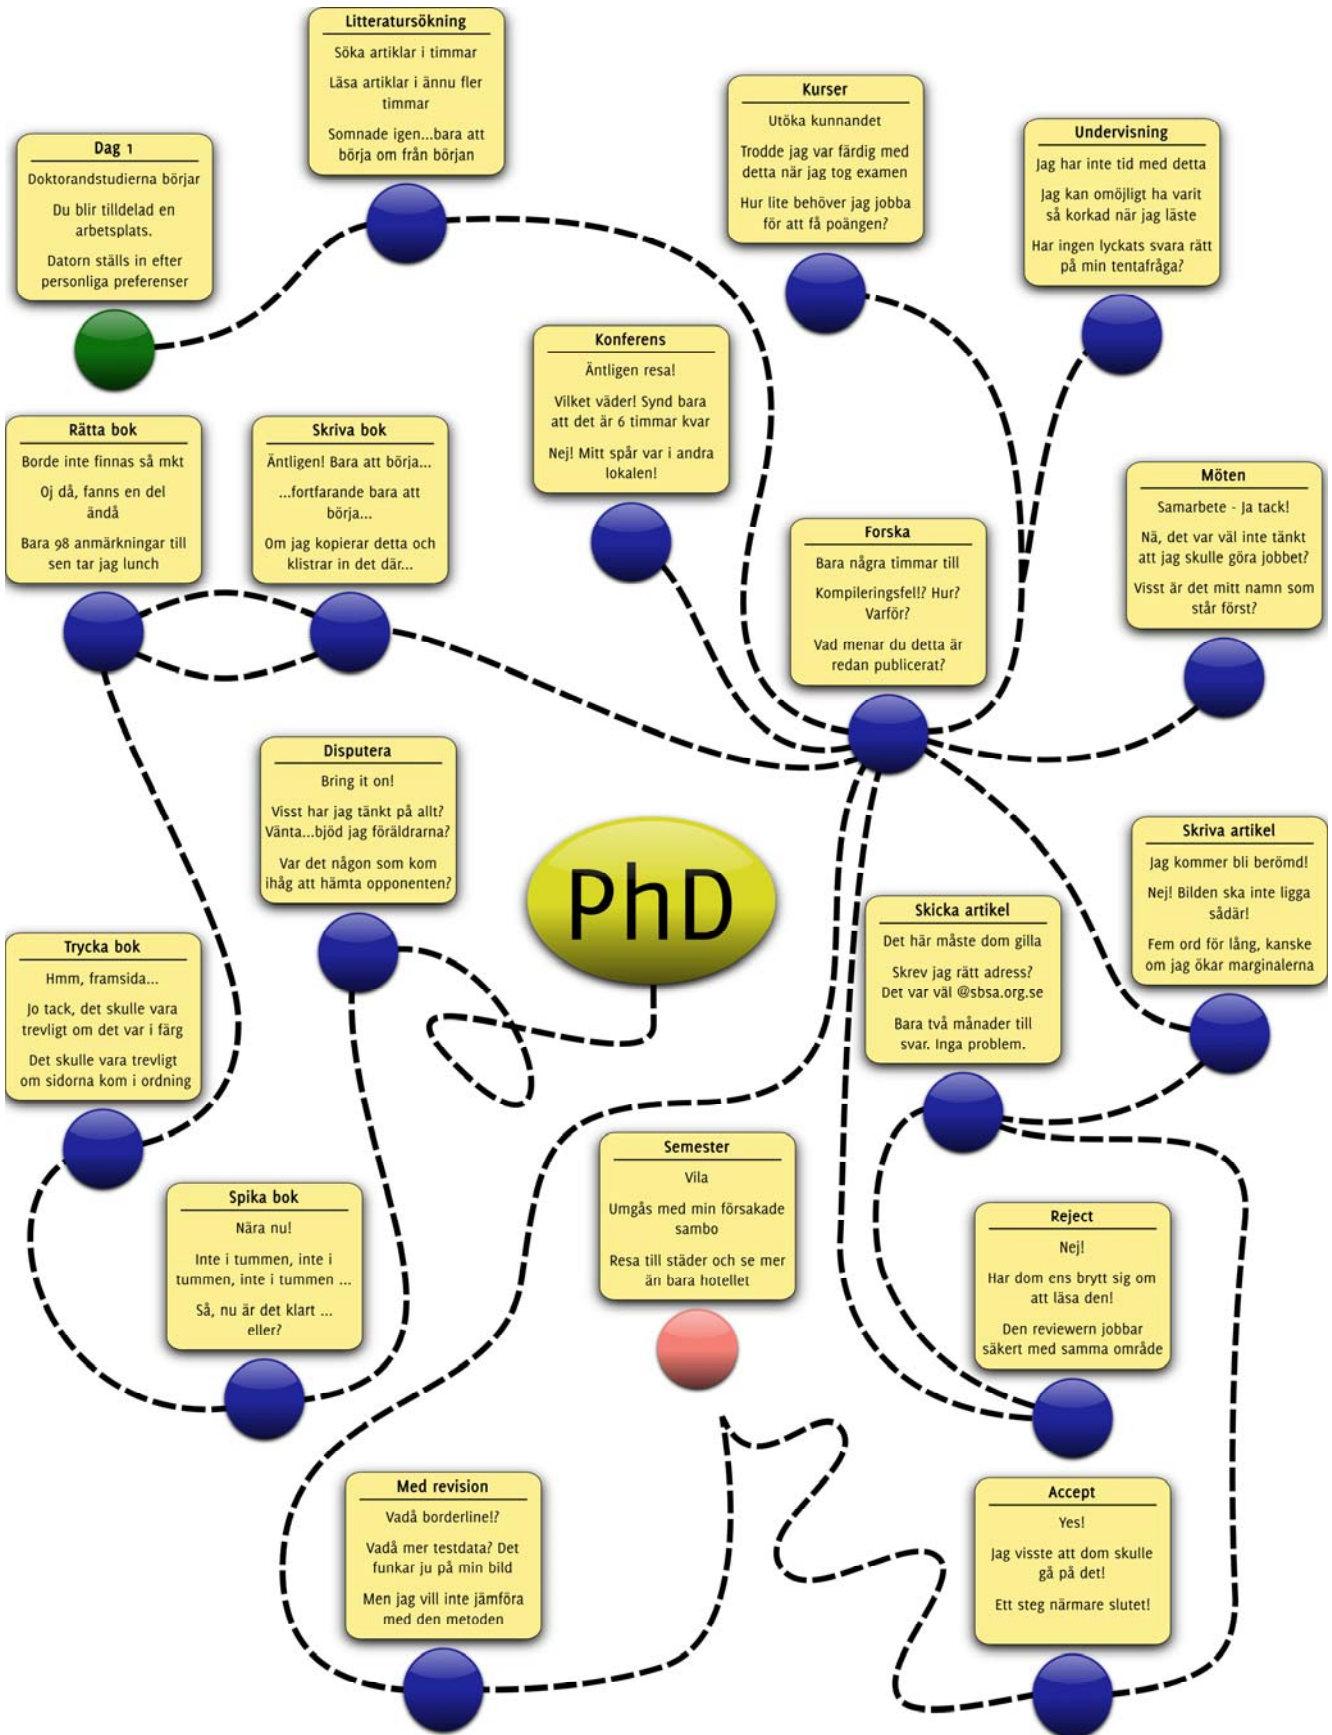 Litteratursökning
Söka artiklar i timmar
Läsa artiklar i ännu fler
timmar
Somnade igen...bara att
börja om från början
Kurser
Utöka kunnandet
Trodde jag var färdig med
detta när jag tog examen
Hur lite behöver jag jobba
för att få poängen?
Undervisning
Jag har inte tid med detta
Jag kan omöjligt ha varit
så korkad när jag läste
Har ingen lyckats svara rätt
på min tentafråga?
Dag 1
Doktorandstudierna börjar
Du blir tilldelad en
arbetsplats.
Datorn ställs in efter
personliga preferenser
Konferens
Äntligen resa!
Vilket väder! Synd bara
att det är 6 timmar kvar
Nej! Mitt spår var i andra
lokalen!
Rätta bok
Borde inte finnas så mkt
Oj då, fanns en del
ändå
Bara 98 anmärkningar till
sen tar jag lunch
Skriva bok
Äntligen! Bara att börja...
...fortfarande bara att
börja...
Om jag kopierar detta och
klistrar in det där...
Möten
Samarbete - Ja tack!
Nä, det var väl inte tänkt
att jag skulle göra jobbet?
Visst är det mitt namn som
står först?
Forska
Bara några timmar till
Kompileringsfel!? Hur?
Varför?
Vad menar du detta är
redan publicerat?
Disputera
Bring it on!
Visst har jag tänkt på allt?
Vänta...bjöd jag föräldrarna?
Var det någon som kom
ihåg att hämta opponenten?
PhD
Skriva artikel
Jag kommer bli berömd!
Nej! Bilden ska inte ligga
sådär!
Fem ord för lång, kanske
om jag ökar marginalerna
Skicka artikel
Det här måste dom gilla
Skrev jag rätt adress?
Det var väl @sbsa.org.se
Bara två månader till
svar. Inga problem.
Trycka bok
Hmm, framsida...
Jo tack, det skulle vara
trevligt om det var i färg
Det skulle vara trevligt
om sidorna kom i ordning
Semester
Vila
Umgås med min försakade
sambo
Resa till städer och se mer
än bara hotellet
Spika bok
Nära nu!
Inte i tummen, inte i
tummen, inte i tummen ...
Så, nu är det klart ...
eller?
Reject
Nej!
Har dom ens brytt sig om
att läsa den!
Den reviewern jobbar
säkert med samma område
Med revision
Vadå borderline!?
Vadå mer testdata? Det
funkar ju på min bild
Men jag vill inte jämföra
med den metoden
Accept
Yes!
Jag visste att dom skulle
gå på det!
Ett steg närmare slutet!